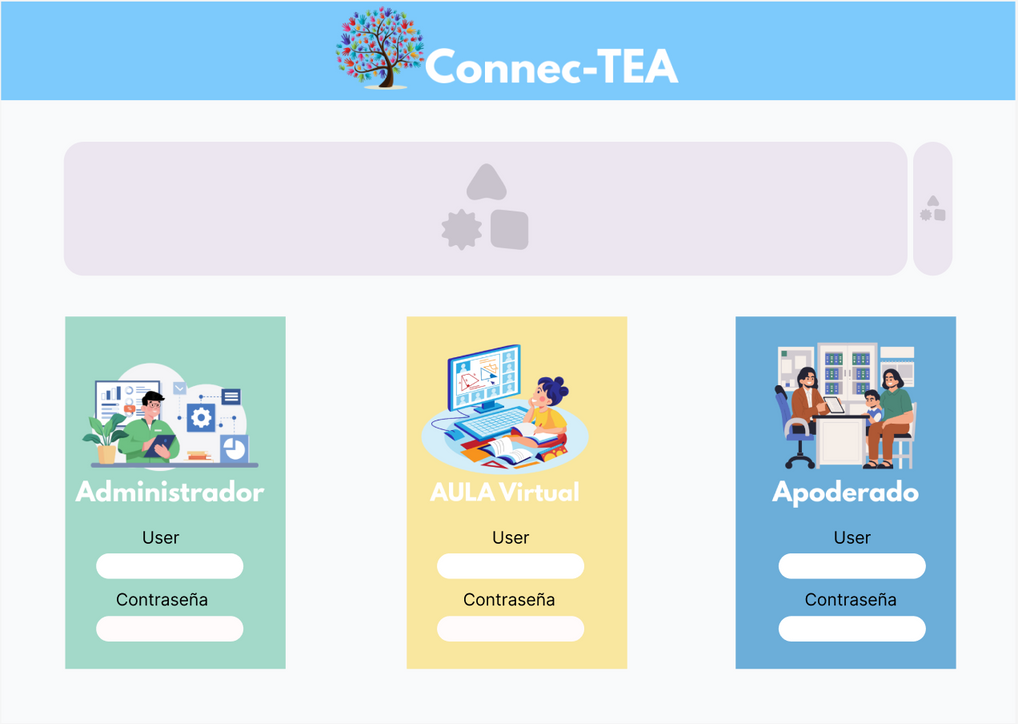 Connec-TEA
Administrador
AULA Virtual
Apoderado
User
User
User
Contraseña
Contraseña
Contraseña